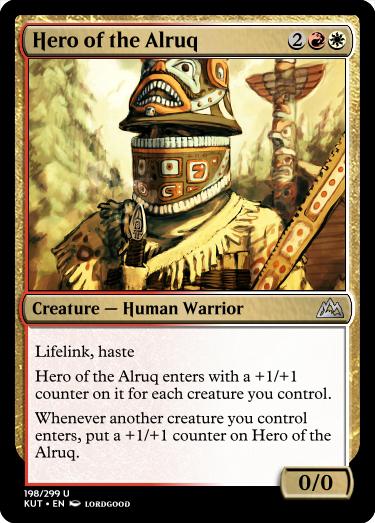 Hero of the Alruq 2
Creature — Human Warrior
Lifelink, haste
Hero of the Alruq enters with a +1/+1
counter on it for each creature you control.
Whenever another creature you control
enters, put a +1/+1 counter on Hero of the
Alruq.
0/0
198/299 U
KUT • EN LORDGOOD